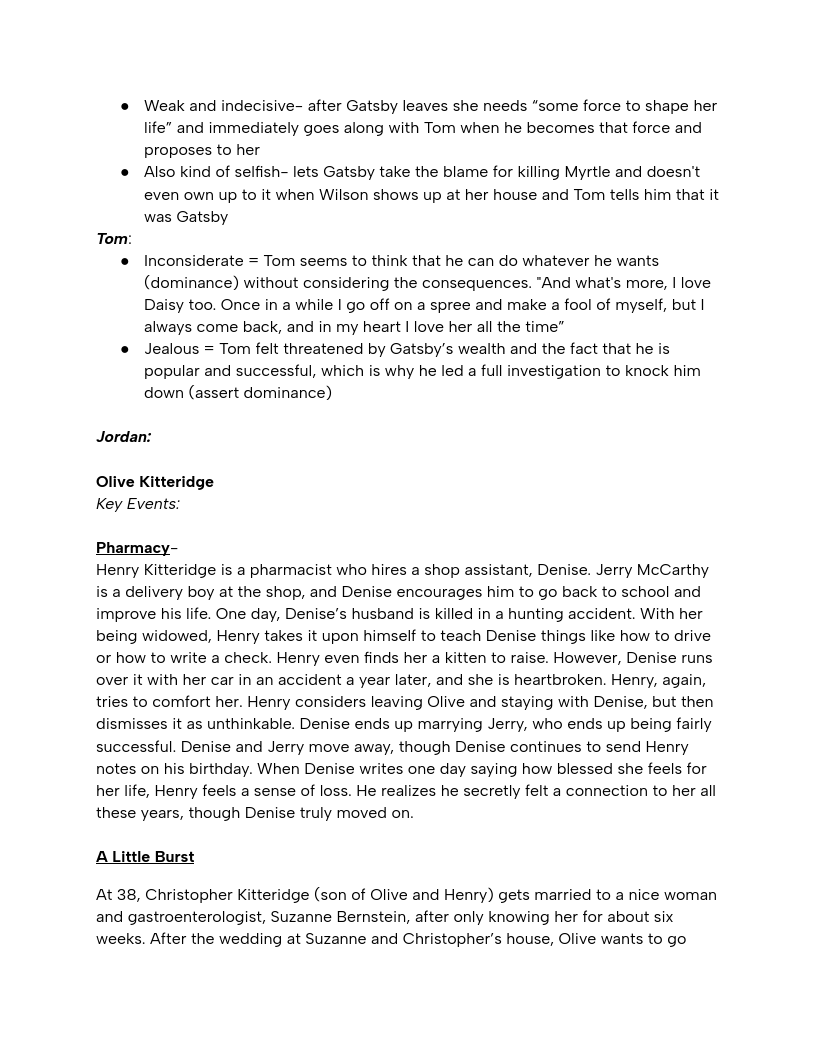 ● Weak and indecisive- after Gatsby leaves she needs “some force to shape her
life” and immediately goes along with Tom when he becomes that force and
proposes to her
● Also kind of selfish- lets Gatsby take the blame for killing Myrtle and doesn't
even own up to it when Wilson shows up at her house and Tom tells him that it
was Gatsby
Tom:
● Inconsiderate = Tom seems to think that he can do whatever he wants
(dominance) without considering the consequences. "And what's more, I love
Daisy too. Once in a while I go off on a spree and make a fool of myself, but I
always come back, and in my heart I love her all the time”
● Jealous = Tom felt threatened by Gatsby’s wealth and the fact that he is
popular and successful, which is why he led a full investigation to knock him
down (assert dominance)
Jordan:
Olive Kitteridge
Key Events:
Pharmacy-
Henry Kitteridge is a pharmacist who hires a shop assistant, Denise. Jerry McCarthy
is a delivery boy at the shop, and Denise encourages him to go back to school and
improve his life. One day, Denise’s husband is killed in a hunting accident. With her
being widowed, Henry takes it upon himself to teach Denise things like how to drive
or how to write a check. Henry even finds her a kitten to raise. However, Denise runs
over it with her car in an accident a year later, and she is heartbroken. Henry, again,
tries to comfort her. Henry considers leaving Olive and staying with Denise, but then
dismisses it as unthinkable. Denise ends up marrying Jerry, who ends up being fairly
successful. Denise and Jerry move away, though Denise continues to send Henry
notes on his birthday. When Denise writes one day saying how blessed she feels for
her life, Henry feels a sense of loss. He realizes he secretly felt a connection to her all
these years, though Denise truly moved on.
A Little Burst
At 38, Christopher Kitteridge (son of Olive and Henry) gets married to a nice woman
and gastroenterologist, Suzanne Bernstein, after only knowing her for about six
weeks. After the wedding at Suzanne and Christopher’s house, Olive wants to go